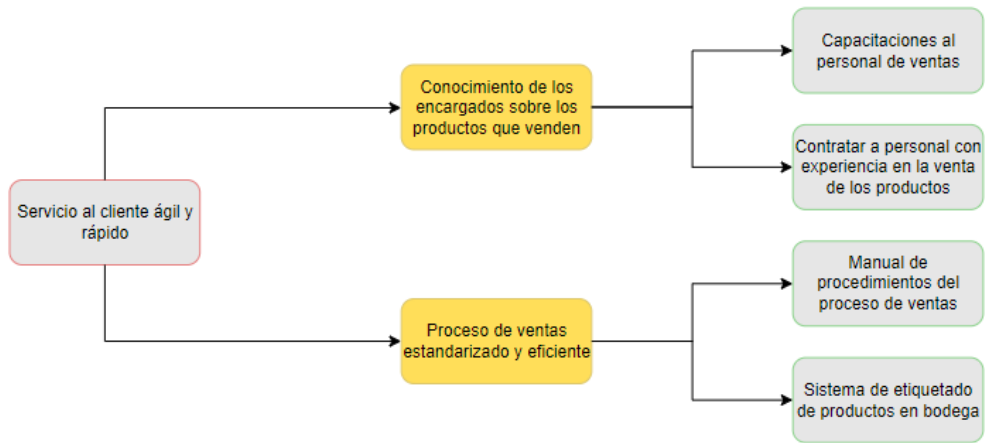 Servicio al cliente ágil y
rápido
Conocimiento de los
encargados sobre los
productos que venden
Capacitaciones al
personal de ventas
Contratar a personal con
experiencia en la venta
de los productos
Proceso de ventas
estandarizado y eficiente
Manual de
procedimientos del
proceso de ventas
Sistema de etiquetado
de productos en bodega